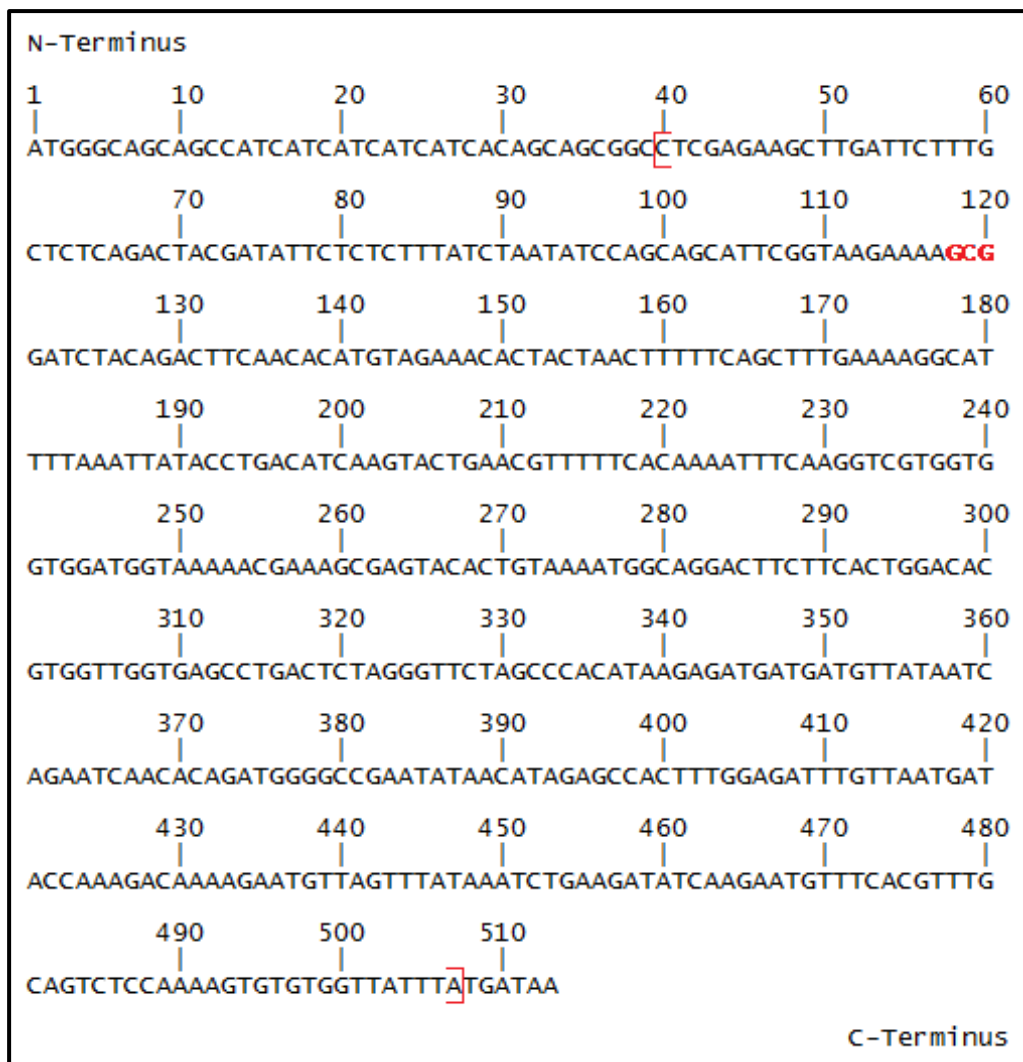 N-Terminus
1 10 20 30 40 50 60
ATGGGCAGCAGCCATCATCATCATCATCACAGCAGCGGCCTCGAGAAGCTTGATTCTTTG
70 80 90 100 110 120
CTCTCAGACTACGATATTCTCTCTTTATCTAATATCCAGCAGCATTCGGTAAGAAAAGCG
130 140 150 160 170 180
GATCTACAGACTTCAACACATGTAGAAACACTACTAACTTTTTCAGCTTTGAAAAGGCAT
190 200 210 220 230 240
TTTAAATTATACCTGACATCAAGTACTGAACGTTTTTCACAAAATTTCAAGGTCGTGGTG
250 260 270 280 290 300
GTGGATGGTAAAAACGAAAGCGAGTACACTGTAAAATGGCAGGACTTCTTCACTGGACAC
310 320 330 340 350 360
GTGGTTGGTGAGCCTGACTCTAGGGTTCTAGCCCACATAAGAGATGATGATGTTATAATC
370 380 390 400 410 420
AGAATCAACACAGATGGGGCCGAATATAACATAGAGCCACTTTGGAGATTTGTTAATGAT
430 440 450 460 470 480
ACCAAAGACAAAAGAATGTTAGTTTATAAATCTGAAGATATCAAGAATGTTTCACGTTTG
490 500 510
CAGTCTCCAAAAGTGTGTGGTTATTTATGATAA
C-Terminus